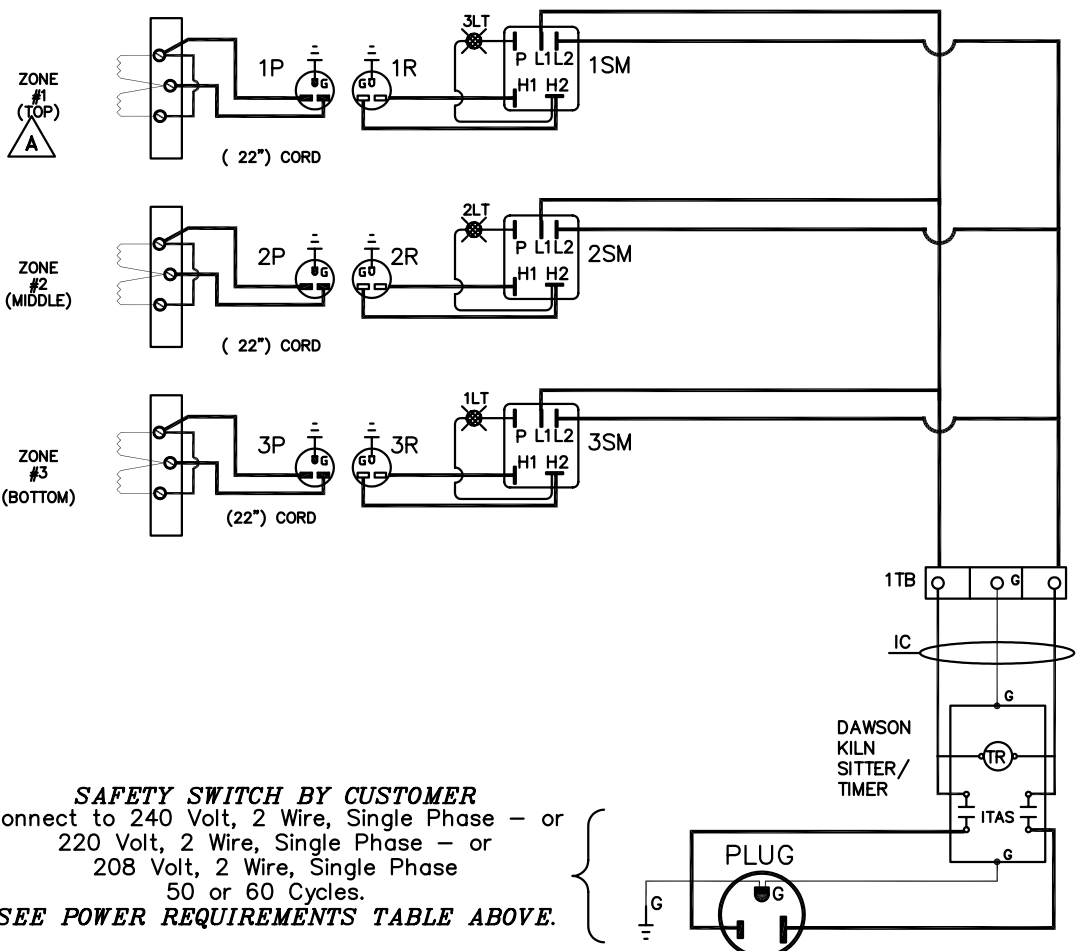 3LT
1P
1R
P L1 L2
1SM
G
G
H1 H2
ZONE
#1
(TOP)
A
( 22") CORD
2LT
2P
2R
P L1 L2
2SM
G
G
H1 H2
ZONE
#2
(MIDDLE)
( 22") CORD
1LT
3P
3R
P L1 L2
3SM
G
G
H1 H2
ZONE
#3
(BOTTOM)
(22") CORD
1TB
G
IC
G
DAWSON
KILN
SITTER/
TIMER
TR
ITAS
G
SAFETY SWITCH BY CUSTOMER
onnect to 240 Volt, 2 Wire, Single Phase – or
220 Volt, 2 Wire, Single Phase – or
208 Volt, 2 Wire, Single Phase
50 or 60 Cycles.
SEE POWER REQUIREMENTS TABLE ABOVE.
PLUG
G
G